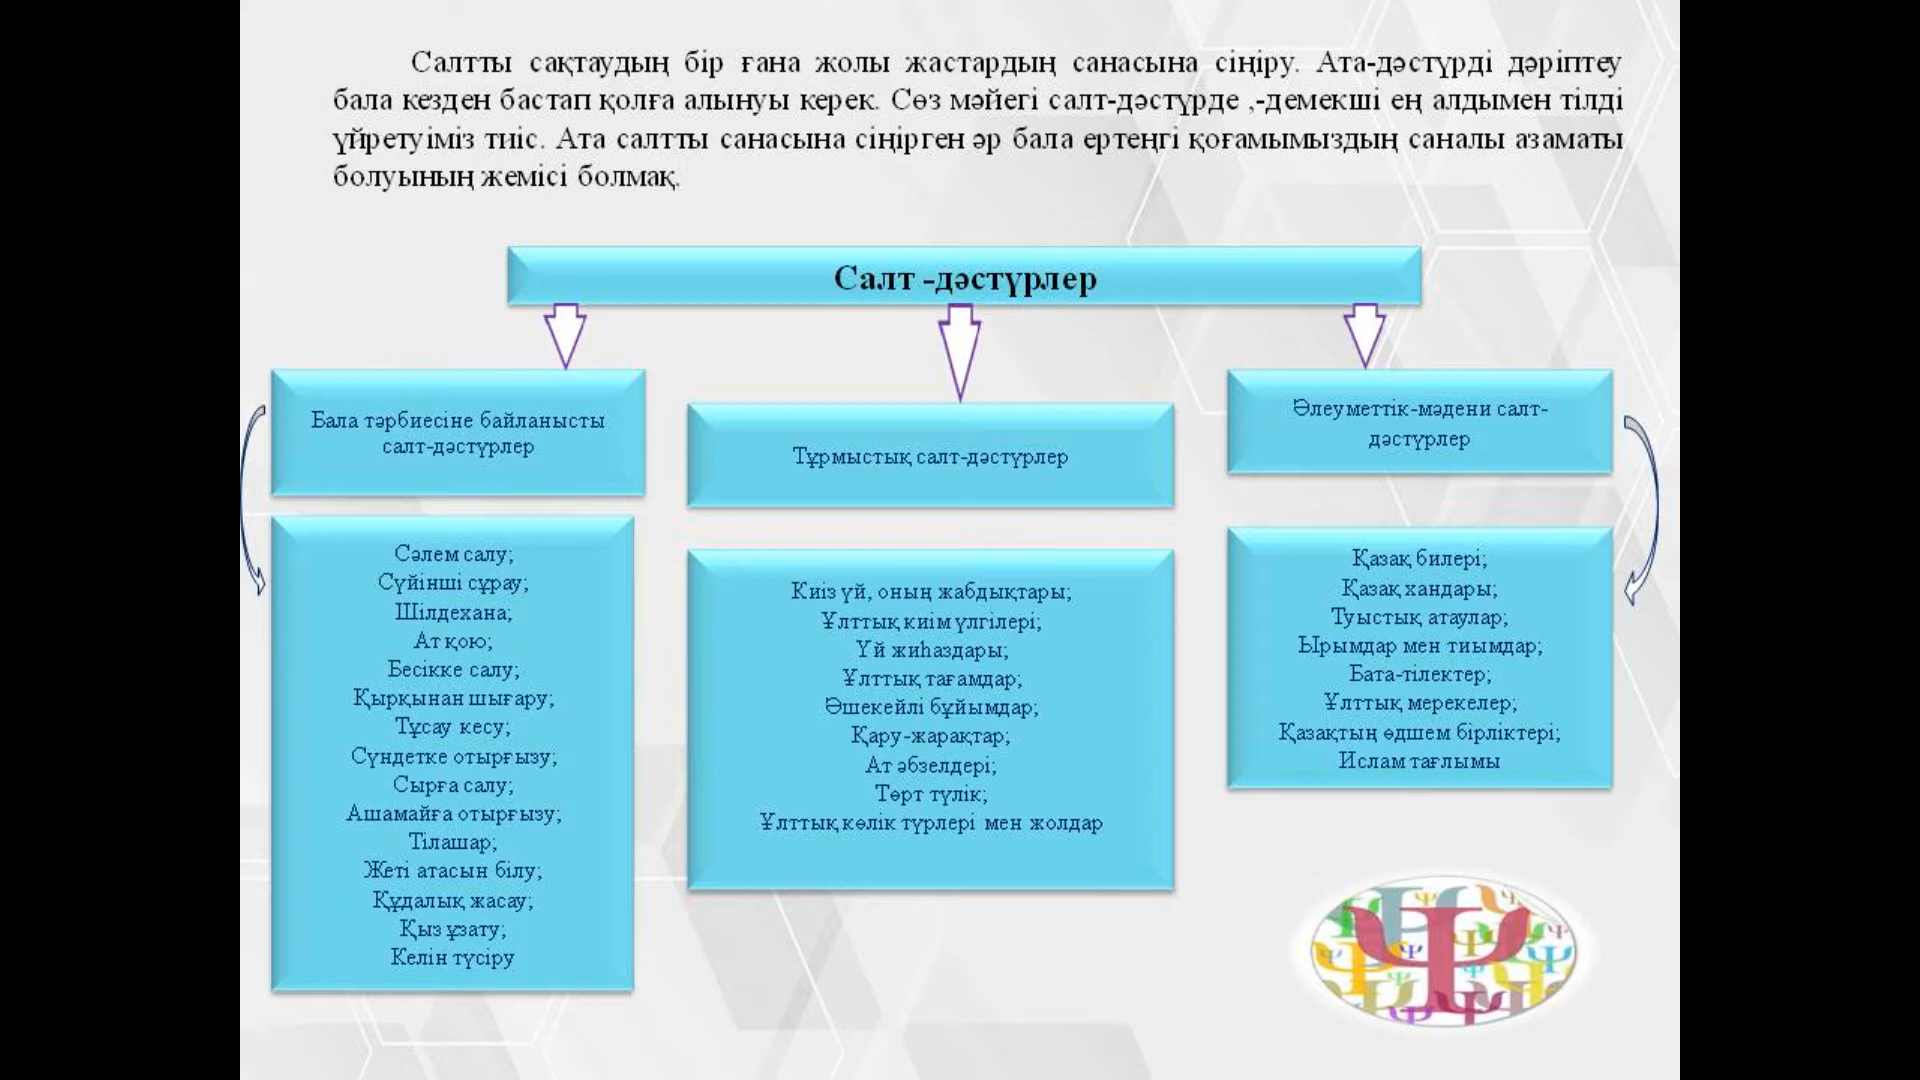 Салтты сақтаудың бір ғана жолы жастардың санасына сіңіру. Ата-дәстүрді дәріптеу
бала кезден бастап қолға алынуы керек. Сөз мәйегі салт-дәстүрде ,-демекші ең алдымен тілді
үйретуіміз тиіс. Ата салтты санасына сіңірген әр бала ертеңгі қоғамымыздың саналы азаматы
болуының жемісі болмақ.
Салт -дәстүрлер
Бала тәрбиесіне байланысты
салт-дәстүрлер
Сәлем салу;
Сүйінші сұрау;
Шілдехана;
Ат қою;
Бесікке салу;
Қырқынан шығару;
Тұсау кесу;
Сүндетке отырғызу;
Сырға салу;
Ашамайға отырғызу;
Тілашар;
Жеті атасын білу;
Құдалық жасау;
Қыз ұзату;
Келін түсіру
Тұрмыстық салт-дәстүрлер
Киіз үй, оның жабдықтары;
Ұлттық киім үлгілері;
Үй жиһаздары;
Ұлттық тағамдар;
Әшекейлі бұйымдар;
Қару-жарақтар;
Ат әбзелдері;
Төрт түлік;
Ұлттық көлік түрлері мен жолдар
Әлеуметтік-мәдени салт-
дәстүрлер
Қазақ билері;
Қазақ хандары;
Туыстық атаулар;
Ырымдар мен тиымдар;
Бата-тілектер;
Ұлттық мерекелер;
Қазақтың өдшем бірліктері;
Ислам тағлымы